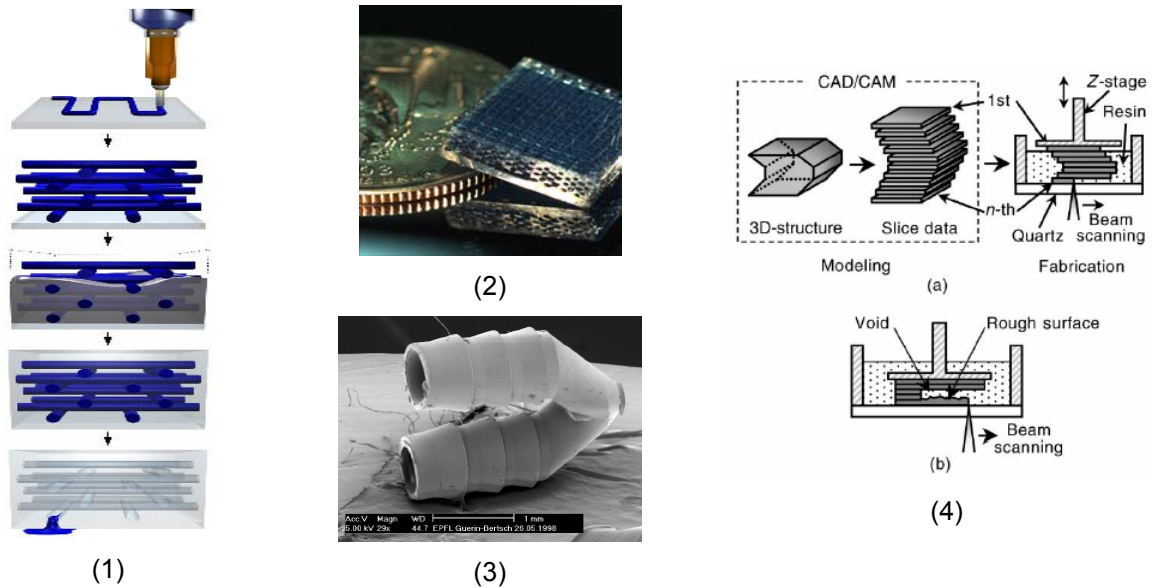 (1)
(2)
Acc.V Magn WD 1 mm
5.00 kV 29x 44.7 EPFL Guerin-Bertsch 26.05.1998
(3)
CAD/CAM
Z-stage
1st
Resin
n-th
Beam
scanning
3D-structure
Slice data
Quartz
Modeling
Fabrication
(a)
Void
Rough surface
Beam
scanning
(b)
(4)